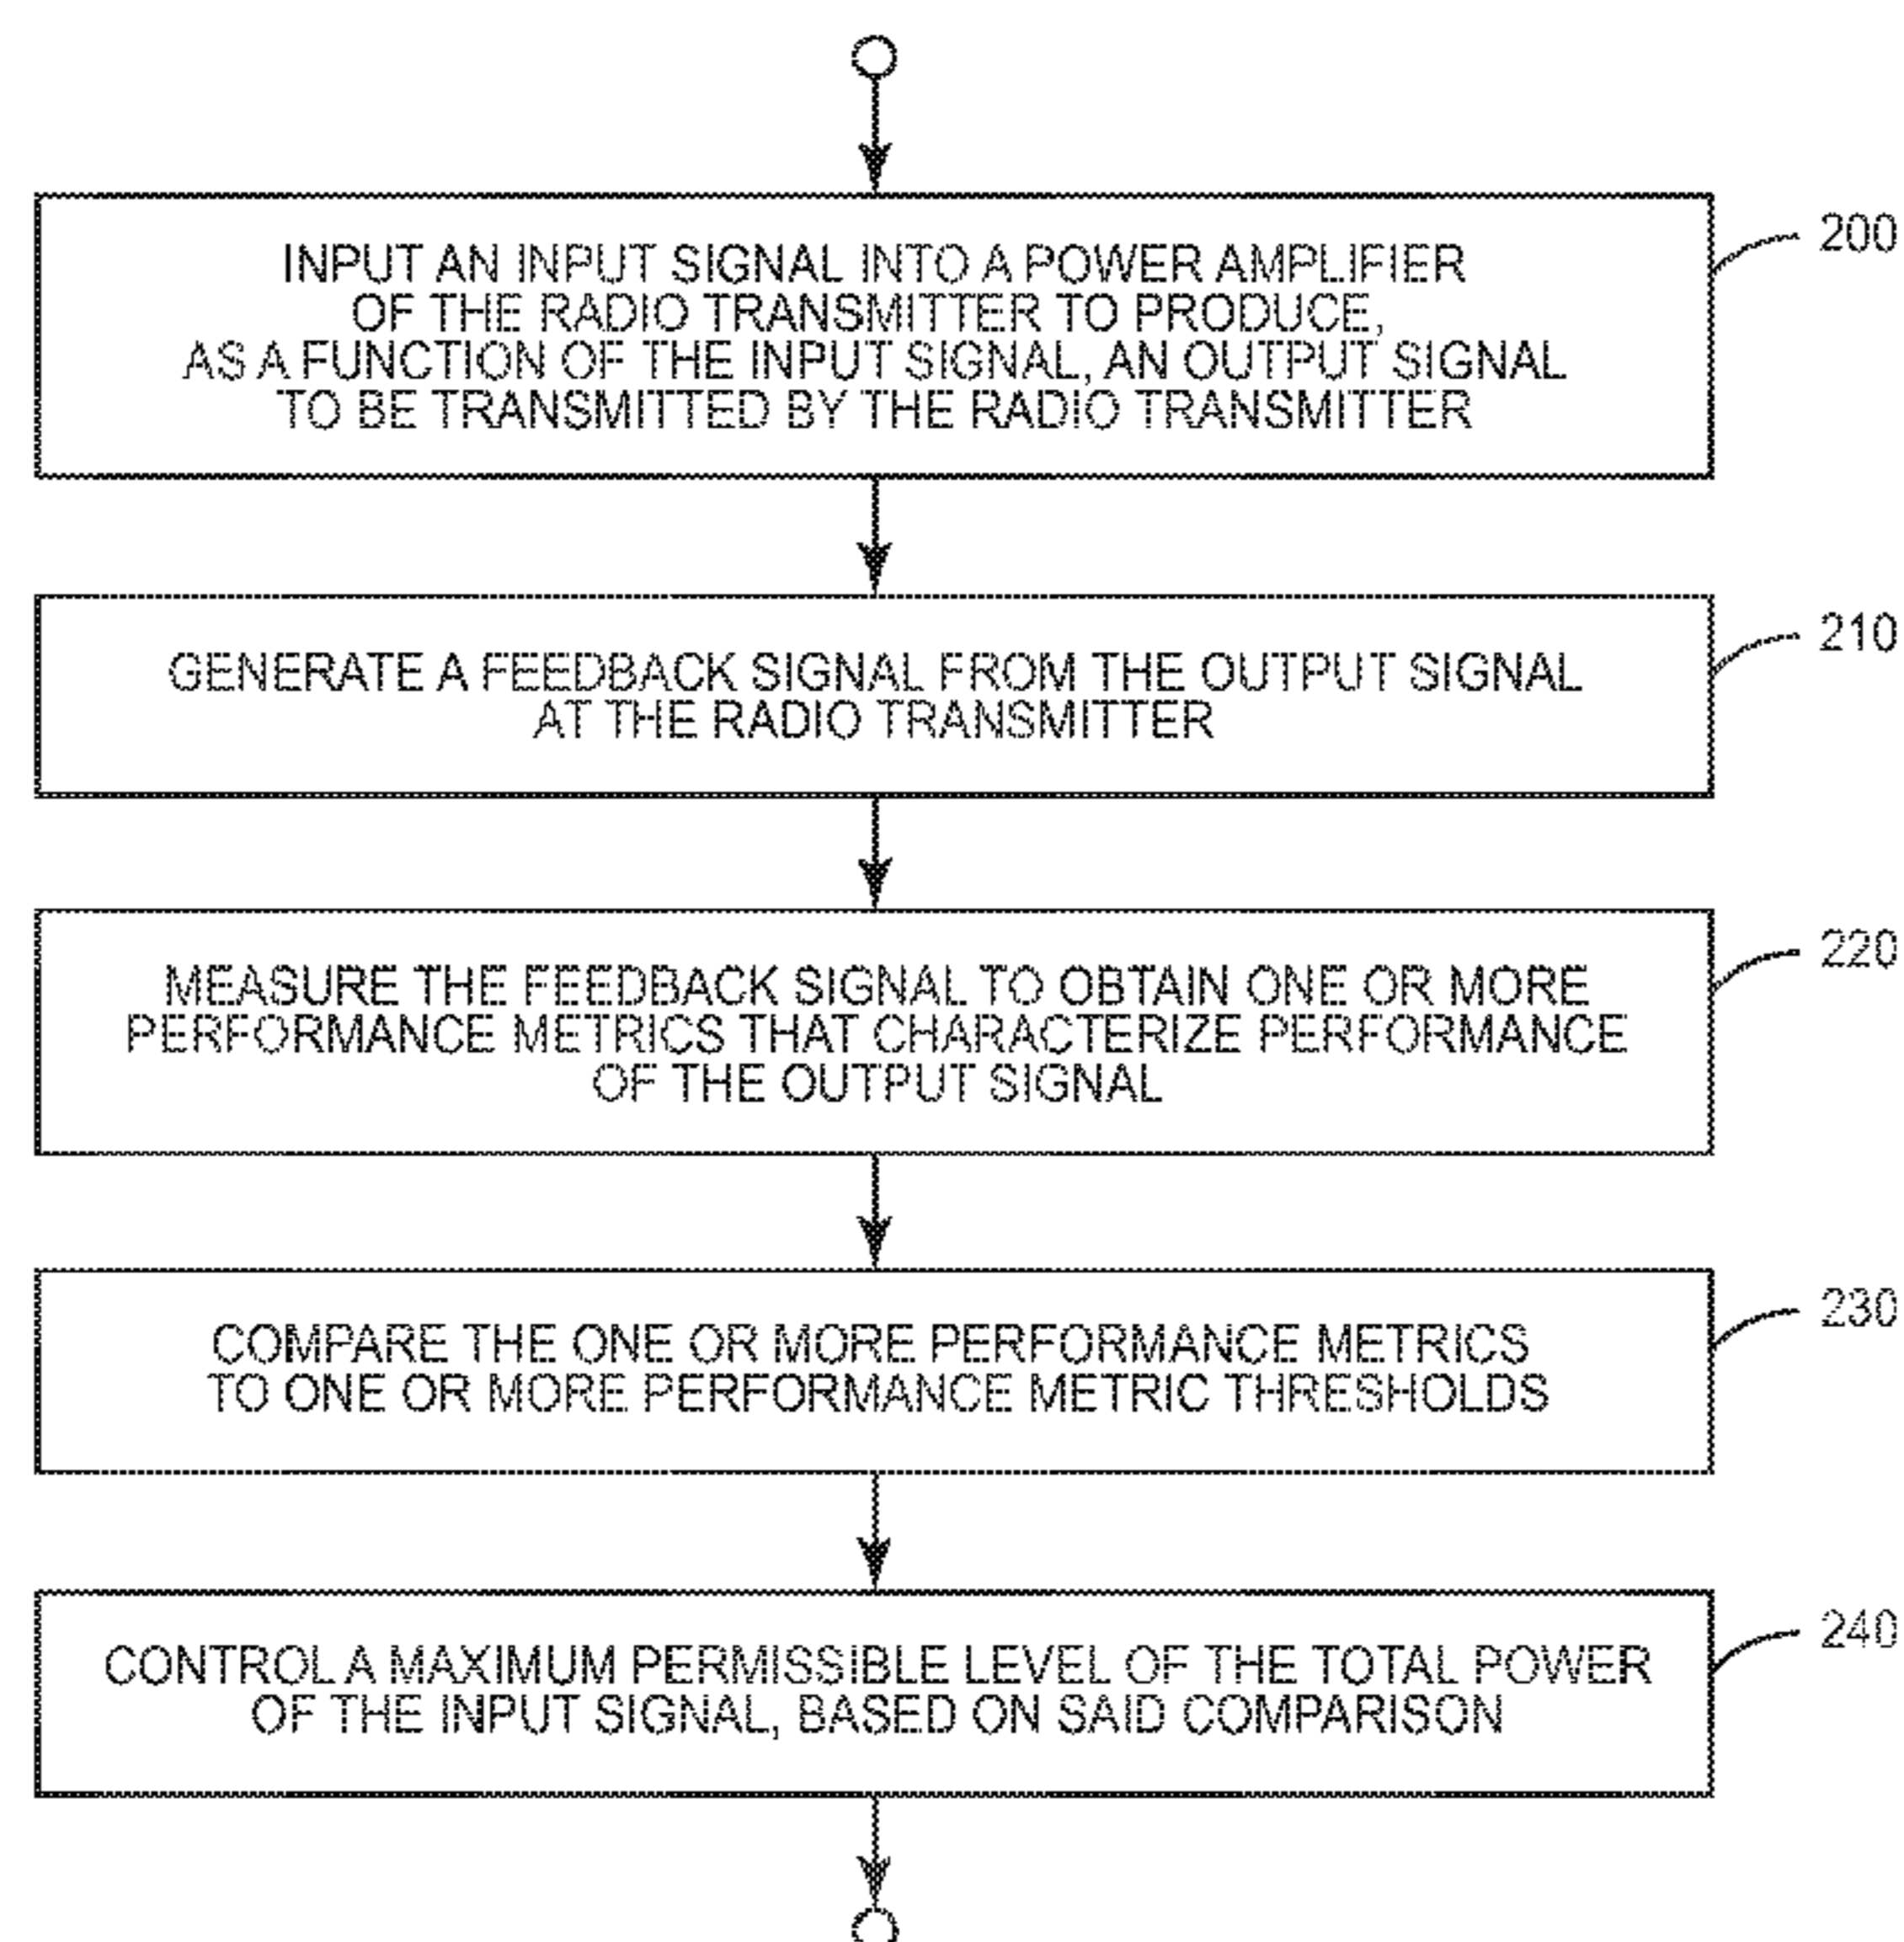 INPUT AN INPUT SIGNAL INTO A POWER AMPLIFIER
OF THE RADIO TRANSMITTER TO PRODUCE,
AS A FUNCTION OF THE INPUT SIGNAL, AN OUTPUT SIGNAL
TO BE TRANSMITTED BY THE RADIO TRANSMITTER
200
GENERATE A FEEDBACK SIGNAL FROM THE OUTPUT SIGNAL
AT THE RADIO TRANSMITTER
210
MEASURE THE FEEDBACK SIGNAL TO OBTAIN ONE OR MORE
PERFORMANCE METRICS THAT CHARACTERIZE PERFORMANCE
OF THE OUTPUT SIGNAL
220
COMPARE THE ONE OR MORE PERFORMANCE METRICS
TO ONE OR MORE PERFORMANCE METRIC THRESHOLDS
230
CONTROL A MAXIMUM PERMISSIBLE LEVEL OF THE TOTAL POWER
OF THE INPUT SIGNAL, BASED ON SAID COMPARISON
240